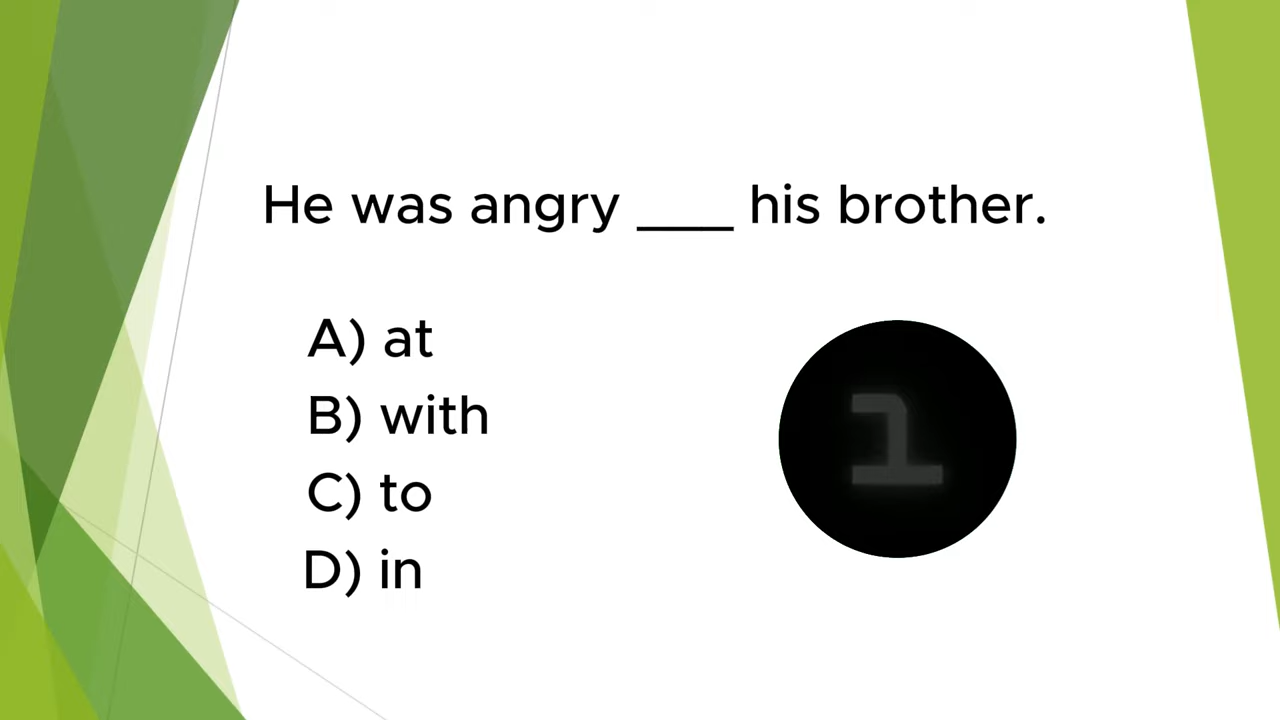 He was angry ____ his brother.
A) at
B) with
C) to
D) in
1